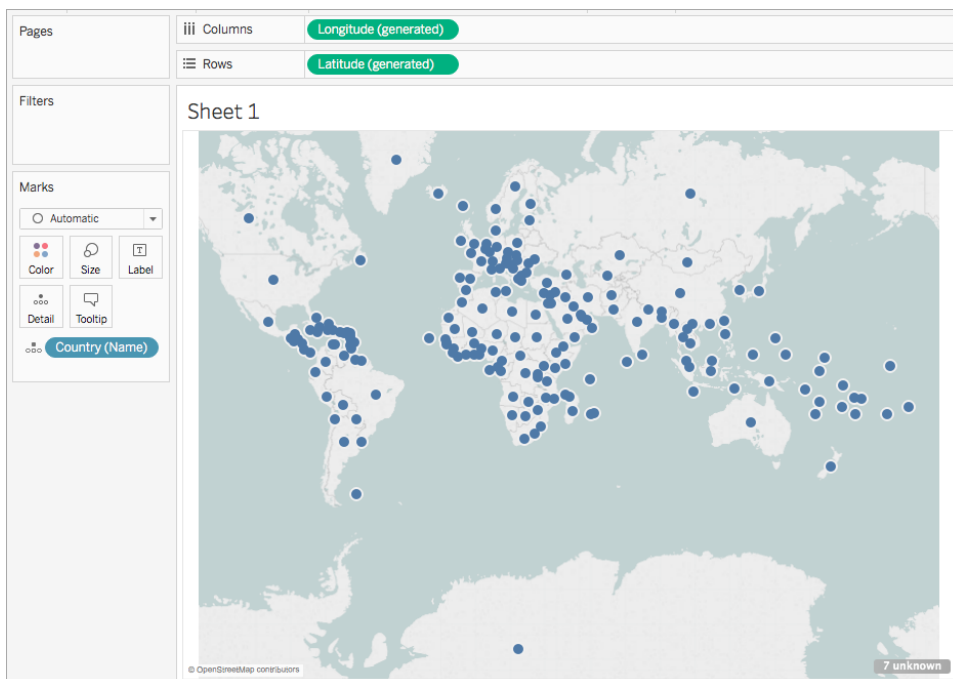 Pages
Columns
Longitude (generated)
Rows
Latitude (generated)
Filters
Sheet 1
Marks
Automatic
Color
Size
T
Label
Detail
Tooltip
Country (Name)
© OpenStreetMap contributors
7 unknown